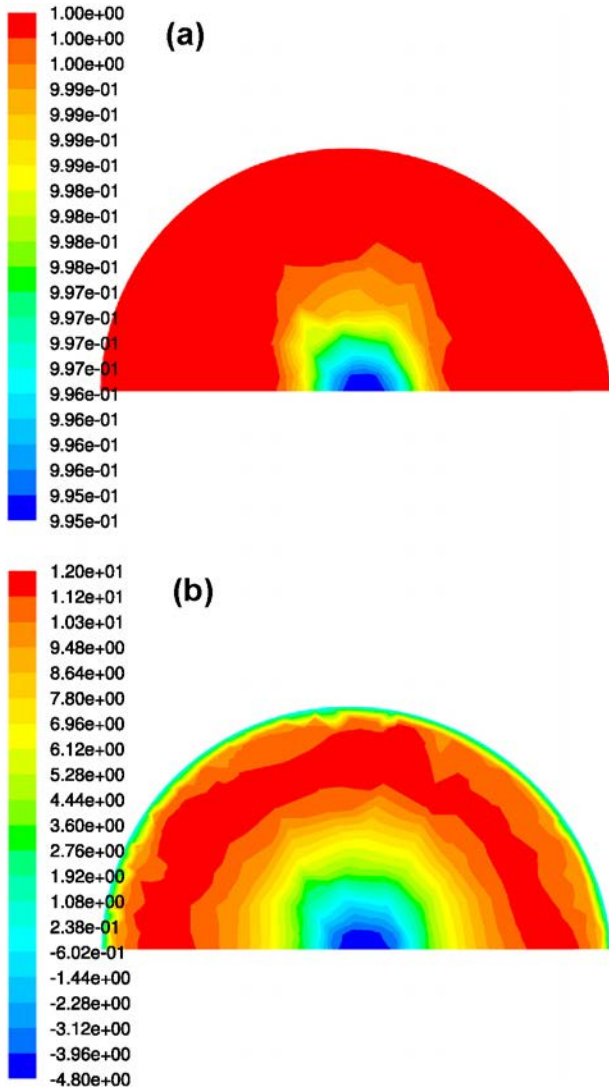 (a)
1.00e+00
1.00e+00
1.00e+00
9.99e-01
9.99e-01
9.99e-01
9.99e-01
9.98e-01
9.98e-01
9.98e-01
9.98e-01
9.97e-01
9.97e-01
9.97e-01
9.97e-01
9.96e-01
9.96e-01
9.96e-01
9.96e-01
9.95e-01
9.95e-01
(b)
1.20e+01
1.12e+01
1.03e+01
9.48e+00
8.64e+00
7.80e+00
6.96e+00
6.12e+00
5.28e+00
4.44e+00
3.60e+00
2.76e+00
1.92e+00
1.08e+00
2.38e-01
-6.02e-01
-1.44e+00
-2.28e+00
-3.12e+00
-3.96e+00
-4.80e+00